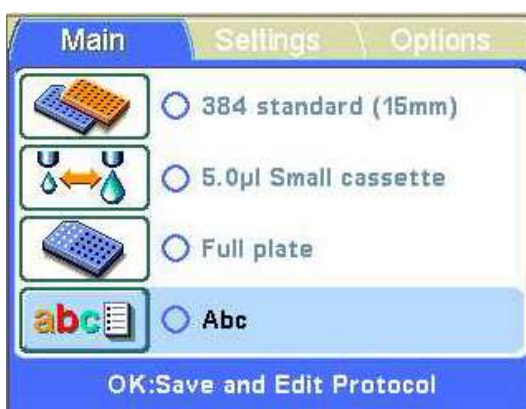 Main Settings Options
384 standard (15mm)
5.0µl Small cassette
Full plate
abc Abc
OK:Save and Edit Protocol